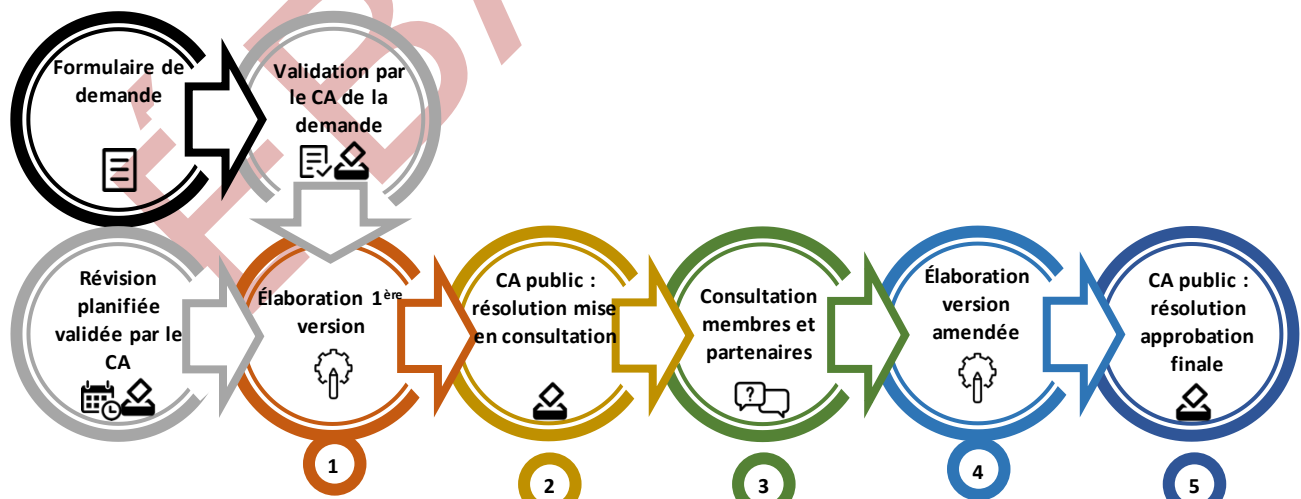 Formulaire de
demande
Validation par
le CA de la
demande
Révision
planifiée
validée par le
CA
Élaboration 1ère
version
CA public :
résolution mise
en consultation
Consultation
membres et
partenaires
?
Élaboration
version
amendée
CA public :
résolution
approbation
finale
1
2
3
4
5